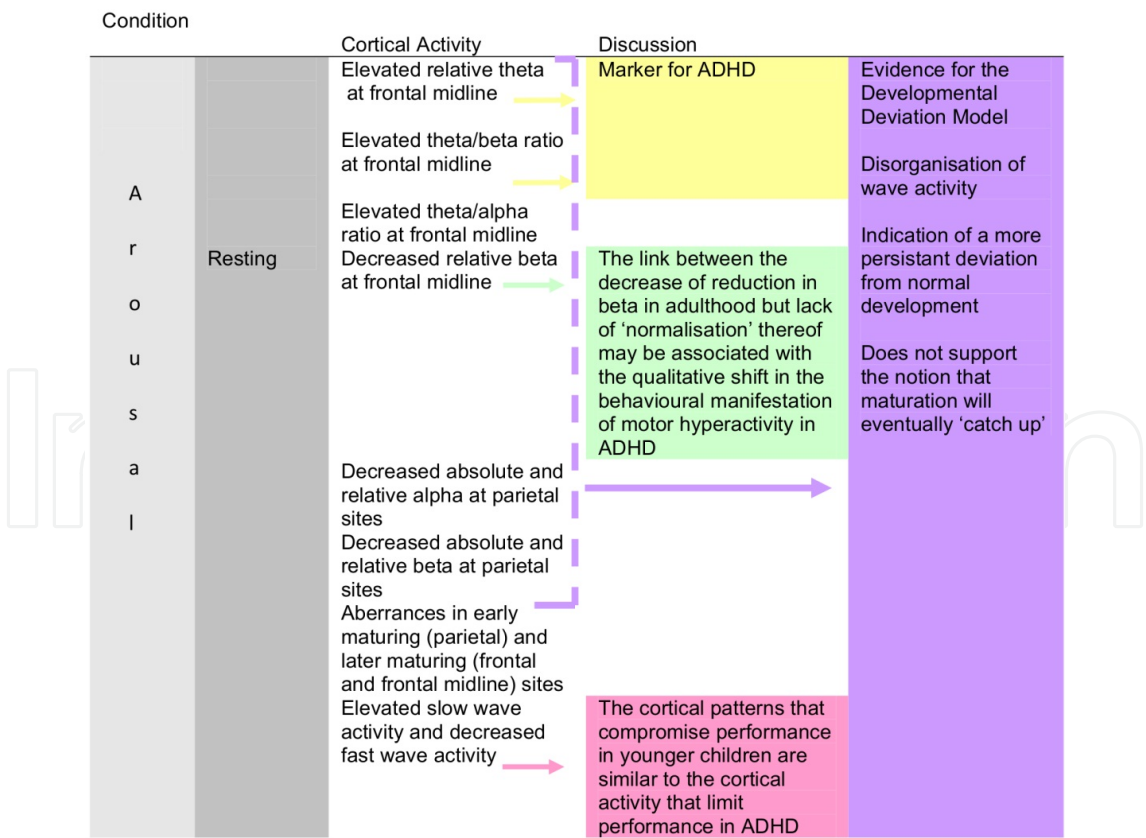 Condition
Cortical Activity
Discussion
A
r
o
u
s
a
l
Resting
Elevated relative theta
at frontal midline
Elevated theta/beta ratio
at frontal midline
Elevated theta/alpha
ratio at frontal midline
Decreased relative beta
at frontal midline
Decreased absolute and
relative alpha at parietal
sites
Decreased absolute and
relative beta at parietal
sites
Aberrances in early
maturing (parietal) and
later maturing (frontal
and frontal midline) sites
Elevated slow wave
activity and decreased
fast wave activity
Marker for ADHD
The link between the
decrease of reduction in
beta in adulthood but lack
of ‘normalisation’ thereof
may be associated with
the qualitative shift in the
behavioural manifestation
of motor hyperactivity in
ADHD
The cortical patterns that
compromise performance
in younger children are
similar to the cortical
activity that limit
performance in ADHD
Evidence for the
Developmental
Deviation Model
Disorganisation of
wave activity
Indication of a more
persistant deviation
from normal
development
Does not support
the notion that
maturation will
eventually ‘catch up’